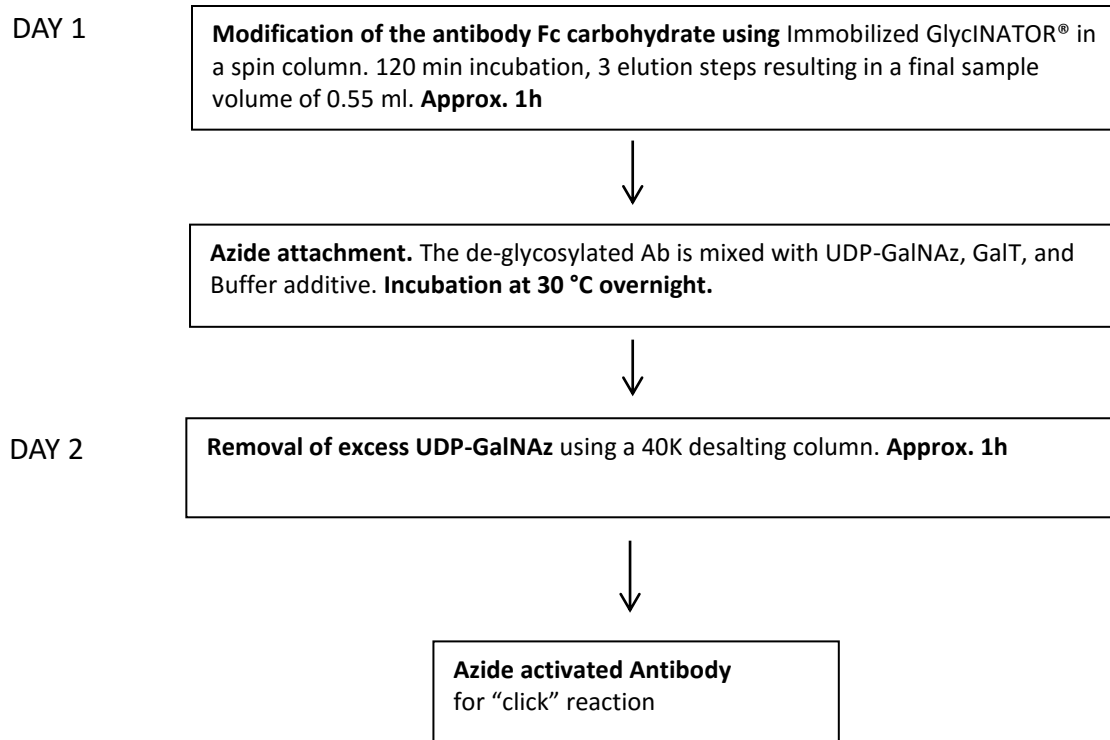 DAY 1
Modification of the antibody Fc carbohydrate using Immobilized GlycINATOR® in
a spin column. 120 min incubation, 3 elution steps resulting in a final sample
volume of 0.55 ml. Approx. 1h
Azide attachment. The de-glycosylated Ab is mixed with UDP-GalNAz, GalT, and
Buffer additive. Incubation at 30 °C overnight.
DAY 2
Removal of excess UDP-GalNAz using a 40K desalting column. Approx. 1h
Azide activated Antibody
for “click” reaction